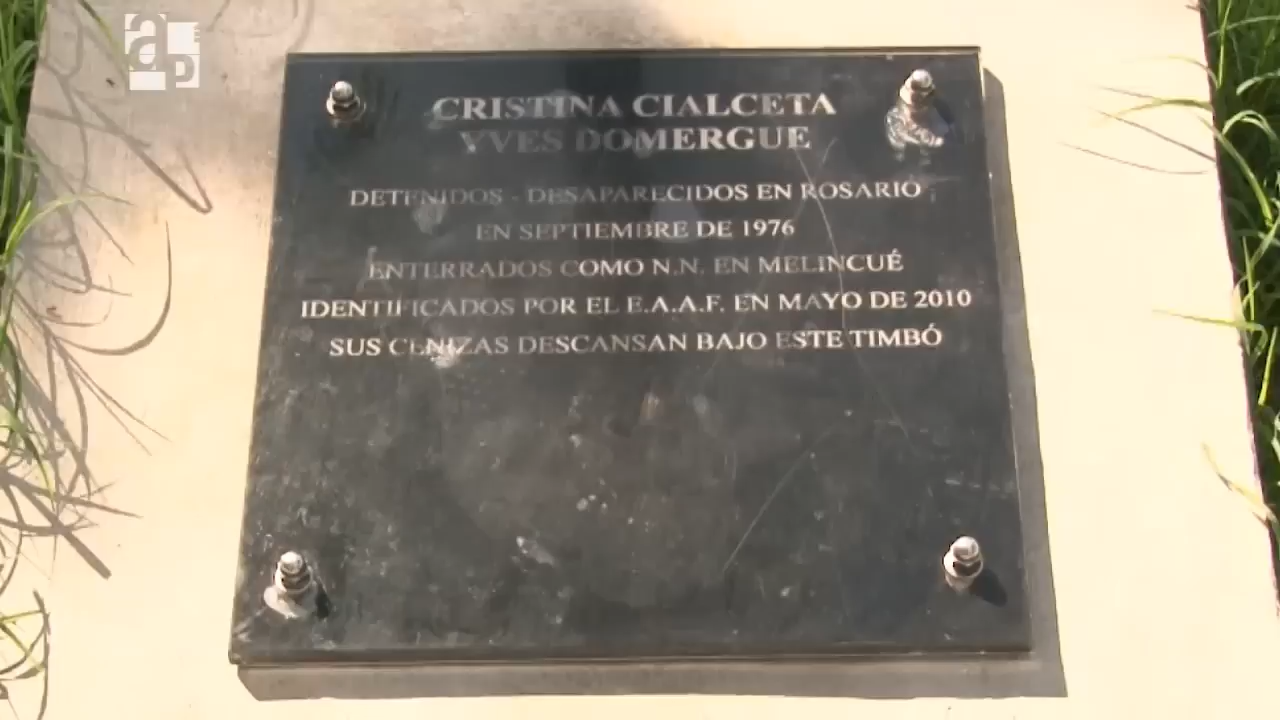 aep
CRISTINA CIALCETA
YVES DOMERGUE
DETENIDOS - DESAPARECIDOS EN ROSARIO
EN SEPTIEMBRE DE 1976
ENTERRADOS COMO N.N. EN MELINCUÉ
IDENTIFICADOS POR EL E.A.A.F. EN MAYO DE 2010
SUS CENIZAS DESCANSAN BAJO ESTE TIMBÓ